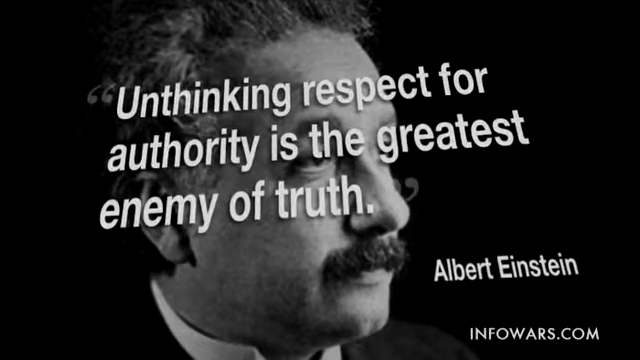 “Unthinking respect for
authority is the greatest
enemy of truth.”
Albert Einstein
INFOWARS.COM